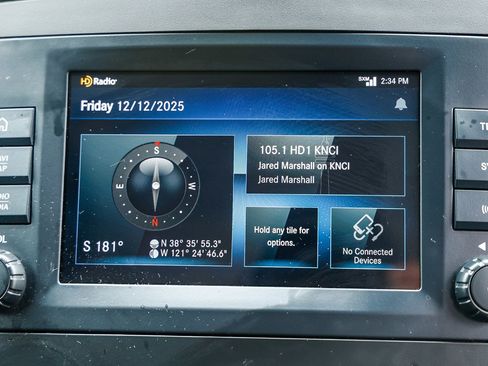 HD Radio
SXM
2:34 PM
Friday 12/12/2025
S
E
W
N
S 181°
N 38° 35' 55.3"
W 121° 24' 46.6"
105.1 HD1 KNCI
Jared Marshall on KNCI
Jared Marshall
Hold any tile for
options.
No Connected
Devices